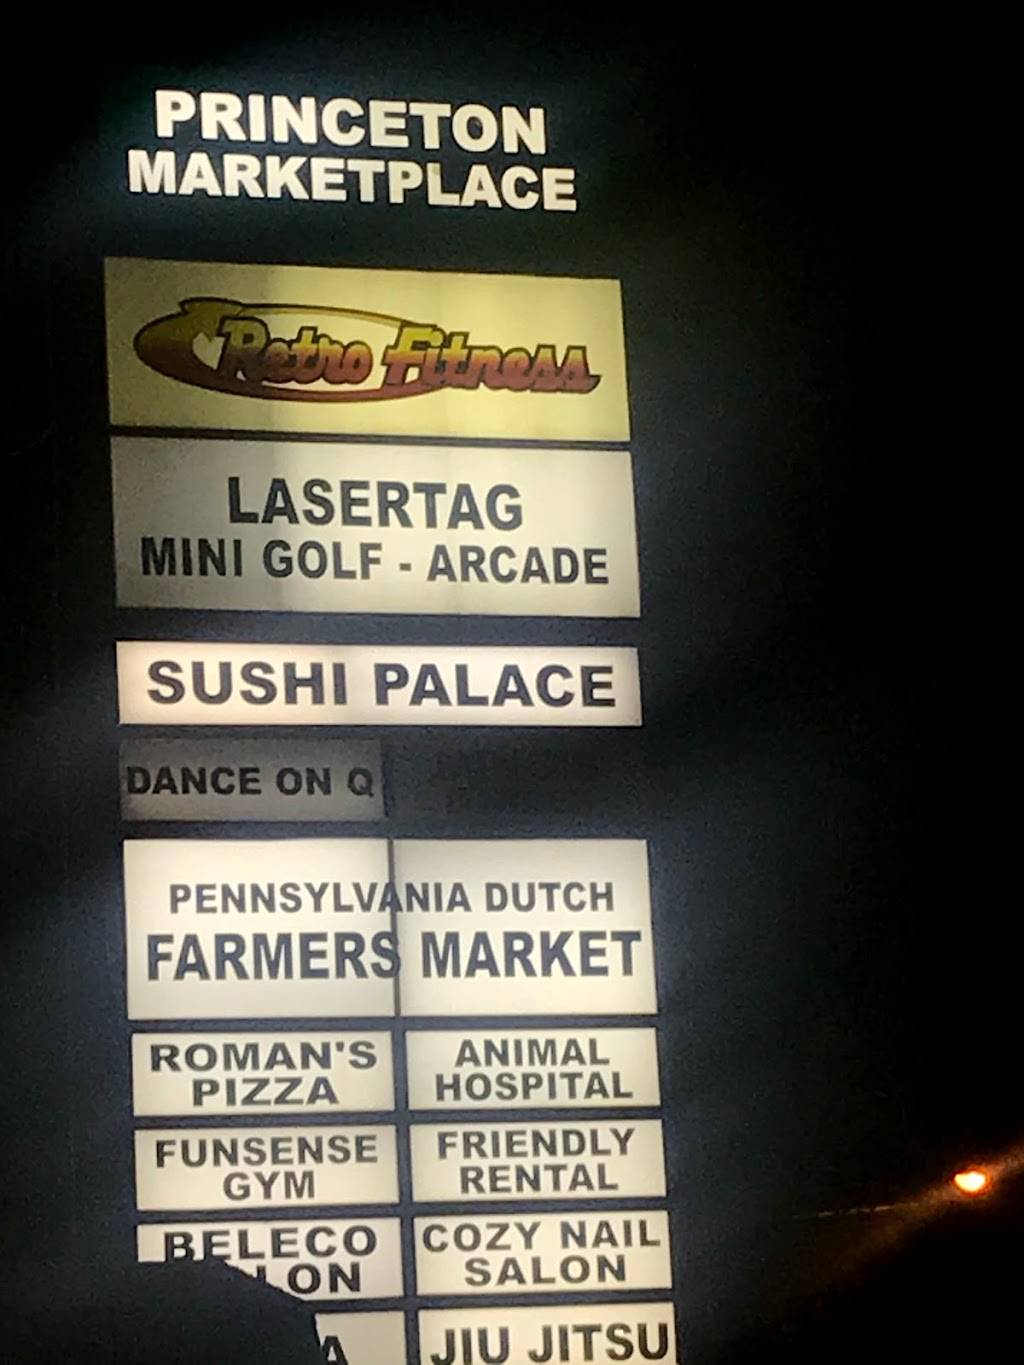 PRINCETON
MARKETPLACE
Retro Fitness
LASERTAG
MINI GOLF - ARCADE
SUSHI PALACE
DANCE ON Q
PENNSYLVANIA DUTCH
FARMERS MARKET
ROMAN'S
PIZZA
ANIMAL
HOSPITAL
FUNSENSE
GYM
FRIENDLY
RENTAL
BELECO
COZY NAIL
SALON
JIU JITSU